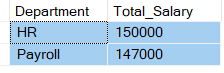 Department Total_Salary
HR 150000
Payroll 147000